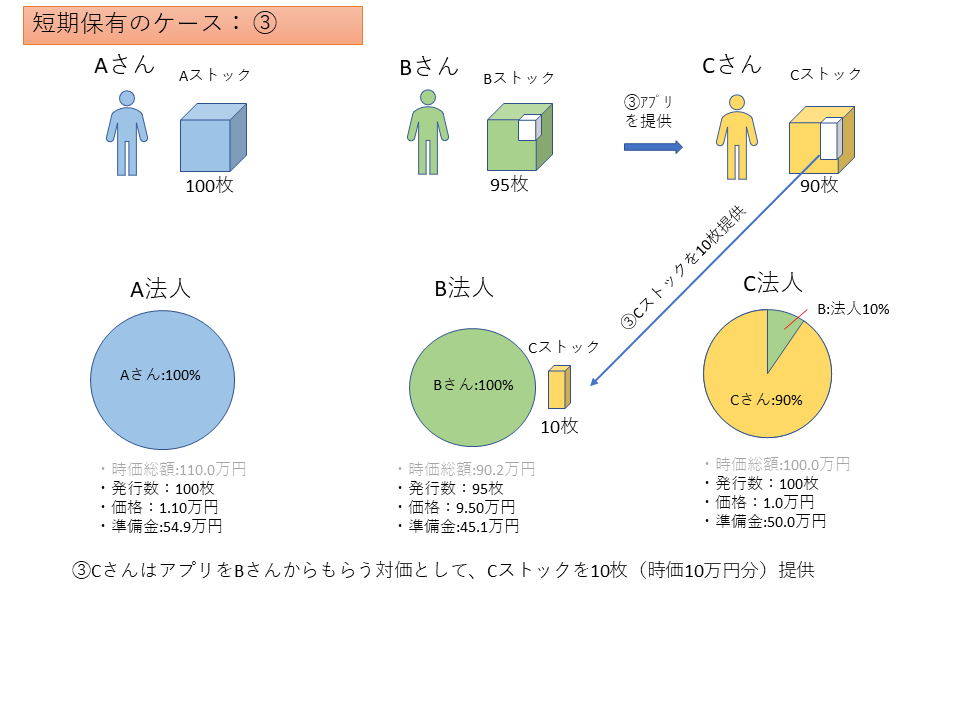 短期保有のケース： ③
Aさん
Aストック
100枚
Bさん
Bストック
95枚
③ｱﾌﾟﾘ
を提供
Cさん
Cストック
90枚
③Cストックを10枚提供
A法人
Aさん:100%
・時価総額:110.0万円
・発行数：100枚
・価格：1.10万円
・準備金:54.9万円
B法人
Bさん:100%
Cストック
10枚
・時価総額:90.2万円
・発行数：95枚
・価格：9.50万円
・準備金:45.1万円
C法人
B:法人10%
Cさん:90%
・時価総額:100.0万円
・発行数：100枚
・価格：1.0万円
・準備金:50.0万円
③CさんはアプリをBさんからもらう対価として、Cストックを10枚（時価10万円分）提供